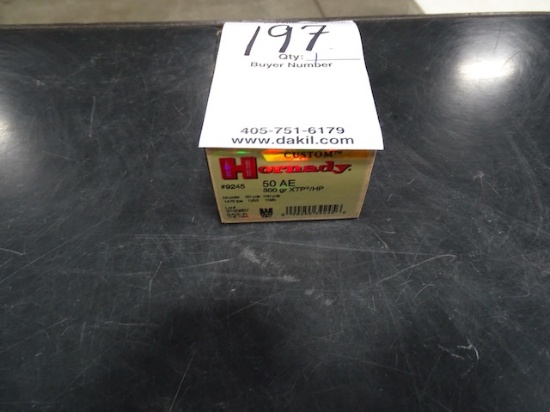 197
Qty: 1
Buyer Number
405-751-6179
www.dakil.com
CUSTOM™
Hornady
#9245 50 AE
300 gr XTP®/HP